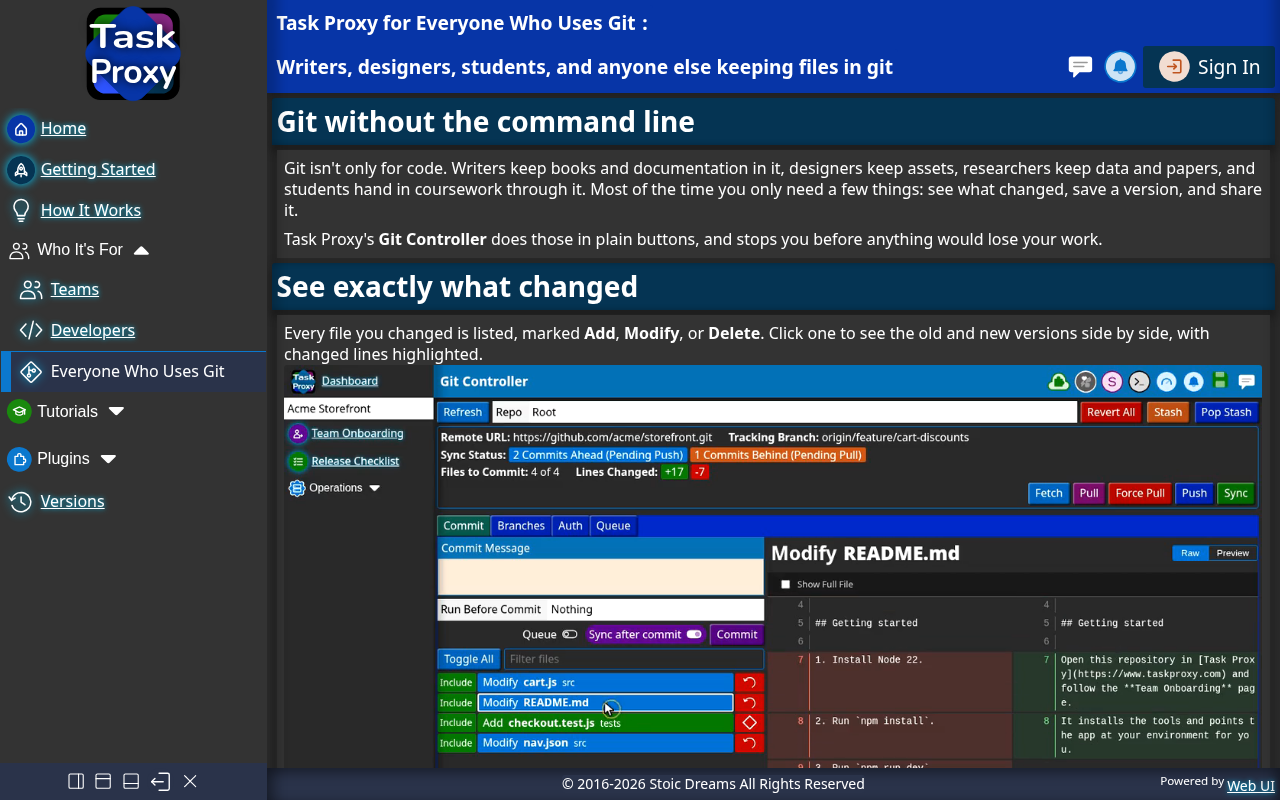 Task
Proxy
Home
Getting Started
How It Works
Who It's For
Teams
Developers
Everyone Who Uses Git
Tutorials
Plugins
Versions
Task Proxy for Everyone Who Uses Git :
Writers, designers, students, and anyone else keeping files in git
Sign In
Git without the command line
Git isn't only for code. Writers keep books and documentation in it, designers keep assets, researchers keep data and papers, and
students hand in coursework through it. Most of the time you only need a few things: see what changed, save a version, and share
it.
Task Proxy's Git Controller does those in plain buttons, and stops you before anything would lose your work.
See exactly what changed
Every file you changed is listed, marked Add, Modify, or Delete. Click one to see the old and new versions side by side, with
changed lines highlighted.
Task
Proxy
Dashboard
Acme Storefront
Team Onboarding
Release Checklist
Operations
Git Controller
S
Refresh
Repo Root
Revert All
Stash
Pop Stash
Remote URL: https://github.com/acme/storefront.git Tracking Branch: origin/feature/cart-discounts
Sync Status: 2 Commits Ahead (Pending Push) 1 Commits Behind (Pending Pull)
Files to Commit: 4 of 4 Lines Changed: +17 -7
Fetch
Pull
Force Pull
Push
Sync
Commit
Branches
Auth
Queue
Commit Message
Run Before Commit Nothing
Queue
Sync after commit
Commit
Toggle All
Filter files
Include Modify cart.js src
Include Modify README.md
Include Add checkout.test.js tests
Include Modify nav.json src
Modify README.md
Raw
Preview
Show Full File
4 4
5 ## Getting started 5 ## Getting started
6 6
7 1. Install Node 22.
7 Open this repository in [Task Prox
y](https://www.taskproxy.com) and
follow the **Team Onboarding** pag
e.
8 2. Run `npm install`.
8 It installs the tools and points t
he app at your environment for yo
u.
9 3. Run `npm run dev`
© 2016-2026 Stoic Dreams All Rights Reserved
Powered by Web UI